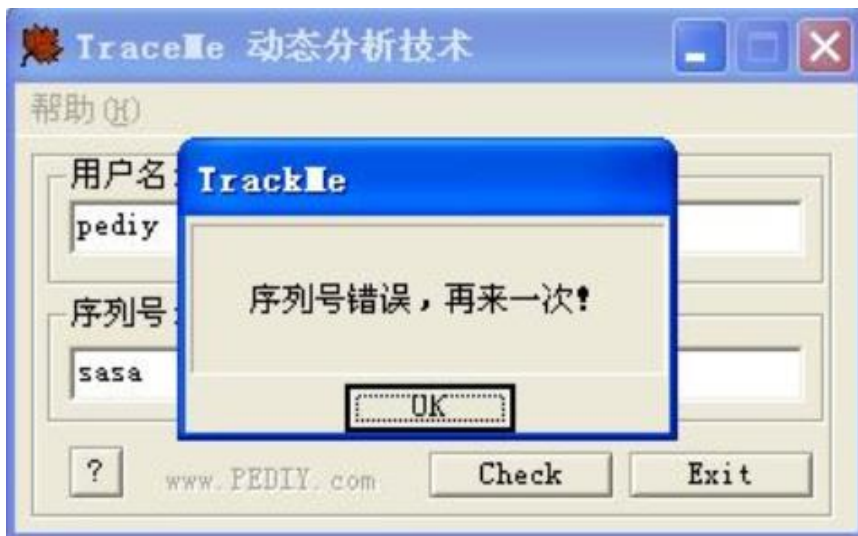 TraceMe 动态分析技术
帮助(H)
用户名:
TrackMe
pediy
序列号错误，再来一次!
序列号:
sasa
OK
?
www.PEDIY.com
Check
Exit